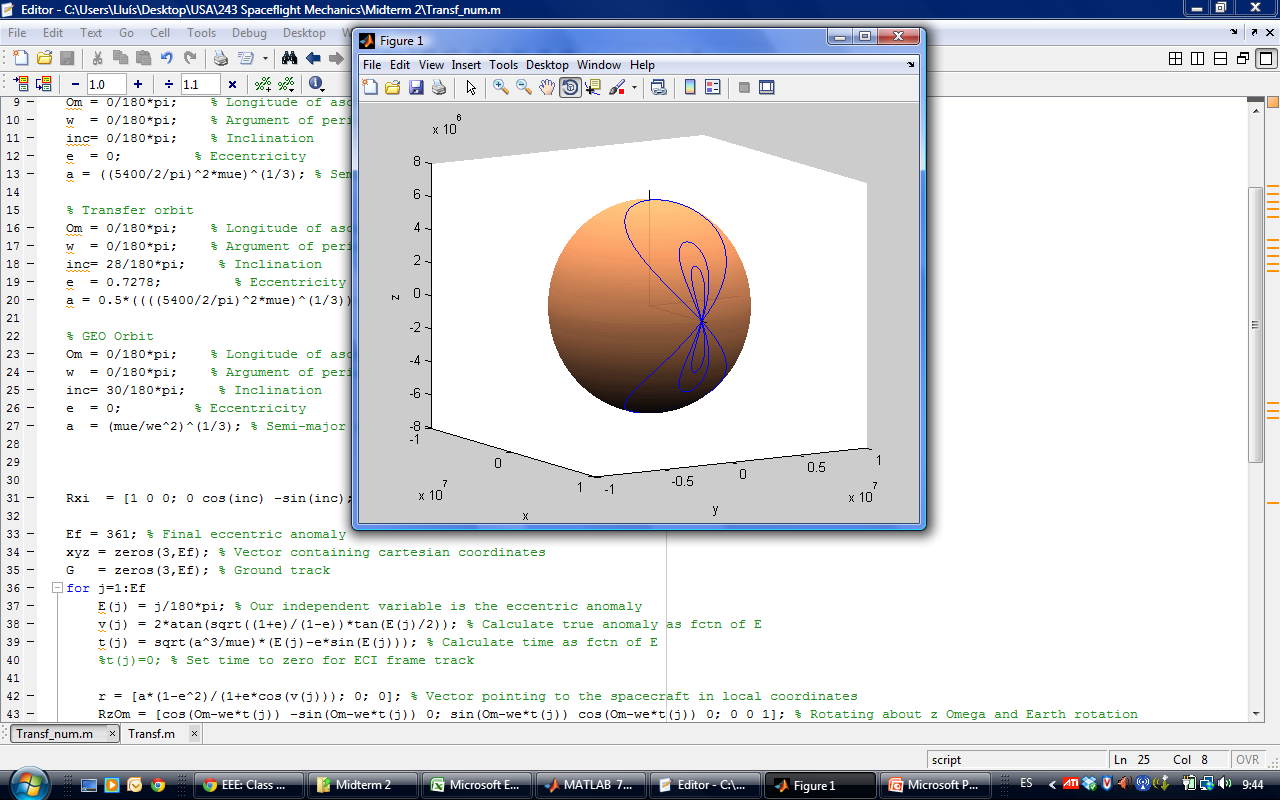 Editor - C:\Users\Lluís\Desktop\USA\243 Spaceflight Mechanics\Midterm 2\Transf_num.m
File Edit Text Go Cell Tools Debug Desktop
1.0
1.1
9 Om = 0/180*pi; % Longitude of asc
10 w = 0/180*pi; % Argument of peri
11 inc= 0/180*pi; % Inclination
12 e = 0; % Eccentricity
13 a = ((5400/2/pi)^2*mue)^(1/3); % Sem
14
15 % Transfer orbit
16 Om = 0/180*pi; % Longitude of asc
17 w = 0/180*pi; % Argument of peri
18 inc= 28/180*pi; % Inclination
19 e = 0.7278; % Eccentricity
20 a = 0.5*((((5400/2/pi)^2*mue)^(1/3))
21
22 % GEO Orbit
23 Om = 0/180*pi; % Longitude of asc
24 w = 0/180*pi; % Argument of peri
25 inc= 30/180*pi; % Inclination
26 e = 0; % Eccentricity
27 a = (mue/we^2)^(1/3); % Semi-major
28
29
30
31 Rxi = [1 0 0; 0 cos(inc) -sin(inc);
32
33 Ef = 361; % Final eccentric anomaly
34 xyz = zeros(3,Ef); % Vector containing cartesian coordinates
35 G = zeros(3,Ef); % Ground track
36 for j=1:Ef
37 E(j) = j/180*pi; % Our independent variable is the eccentric anomaly
38 v(j) = 2*atan(sqrt((1+e)/(1-e))*tan(E(j)/2)); % Calculate true anomaly as fctn of E
39 t(j) = sqrt(a^3/mue)*(E(j)-e*sin(E(j))); % Calculate time as fctn of E
40 %t(j)=0; % Set time to zero for ECI frame track
41
42 r = [a*(1-e^2)/(1+e*cos(v(j))); 0; 0]; % Vector pointing to the spacecraft in local coordinates
43 RzOm = [cos(Om-we*t(j)) -sin(Om-we*t(j)) 0; sin(Om-we*t(j)) cos(Om-we*t(j)) 0; 0 0 1]; % Rotating about z Omega and Earth rotation
Figure 1
File Edit View Insert Tools Desktop Window Help
x 10^6
8
6
4
2
0
-2
-4
-6
-8
z
-1
0
1
x 10^7
x
-1
-0.5
0
0.5
1
x 10^7
y
Transf_num.m Transf.m
script Ln 25 Col 8 OVR
EEE: Class ... Midterm 2 Microsoft E... MATLAB 7... Editor - C:\... Figure 1 Microsoft P... ES ATI 9:44